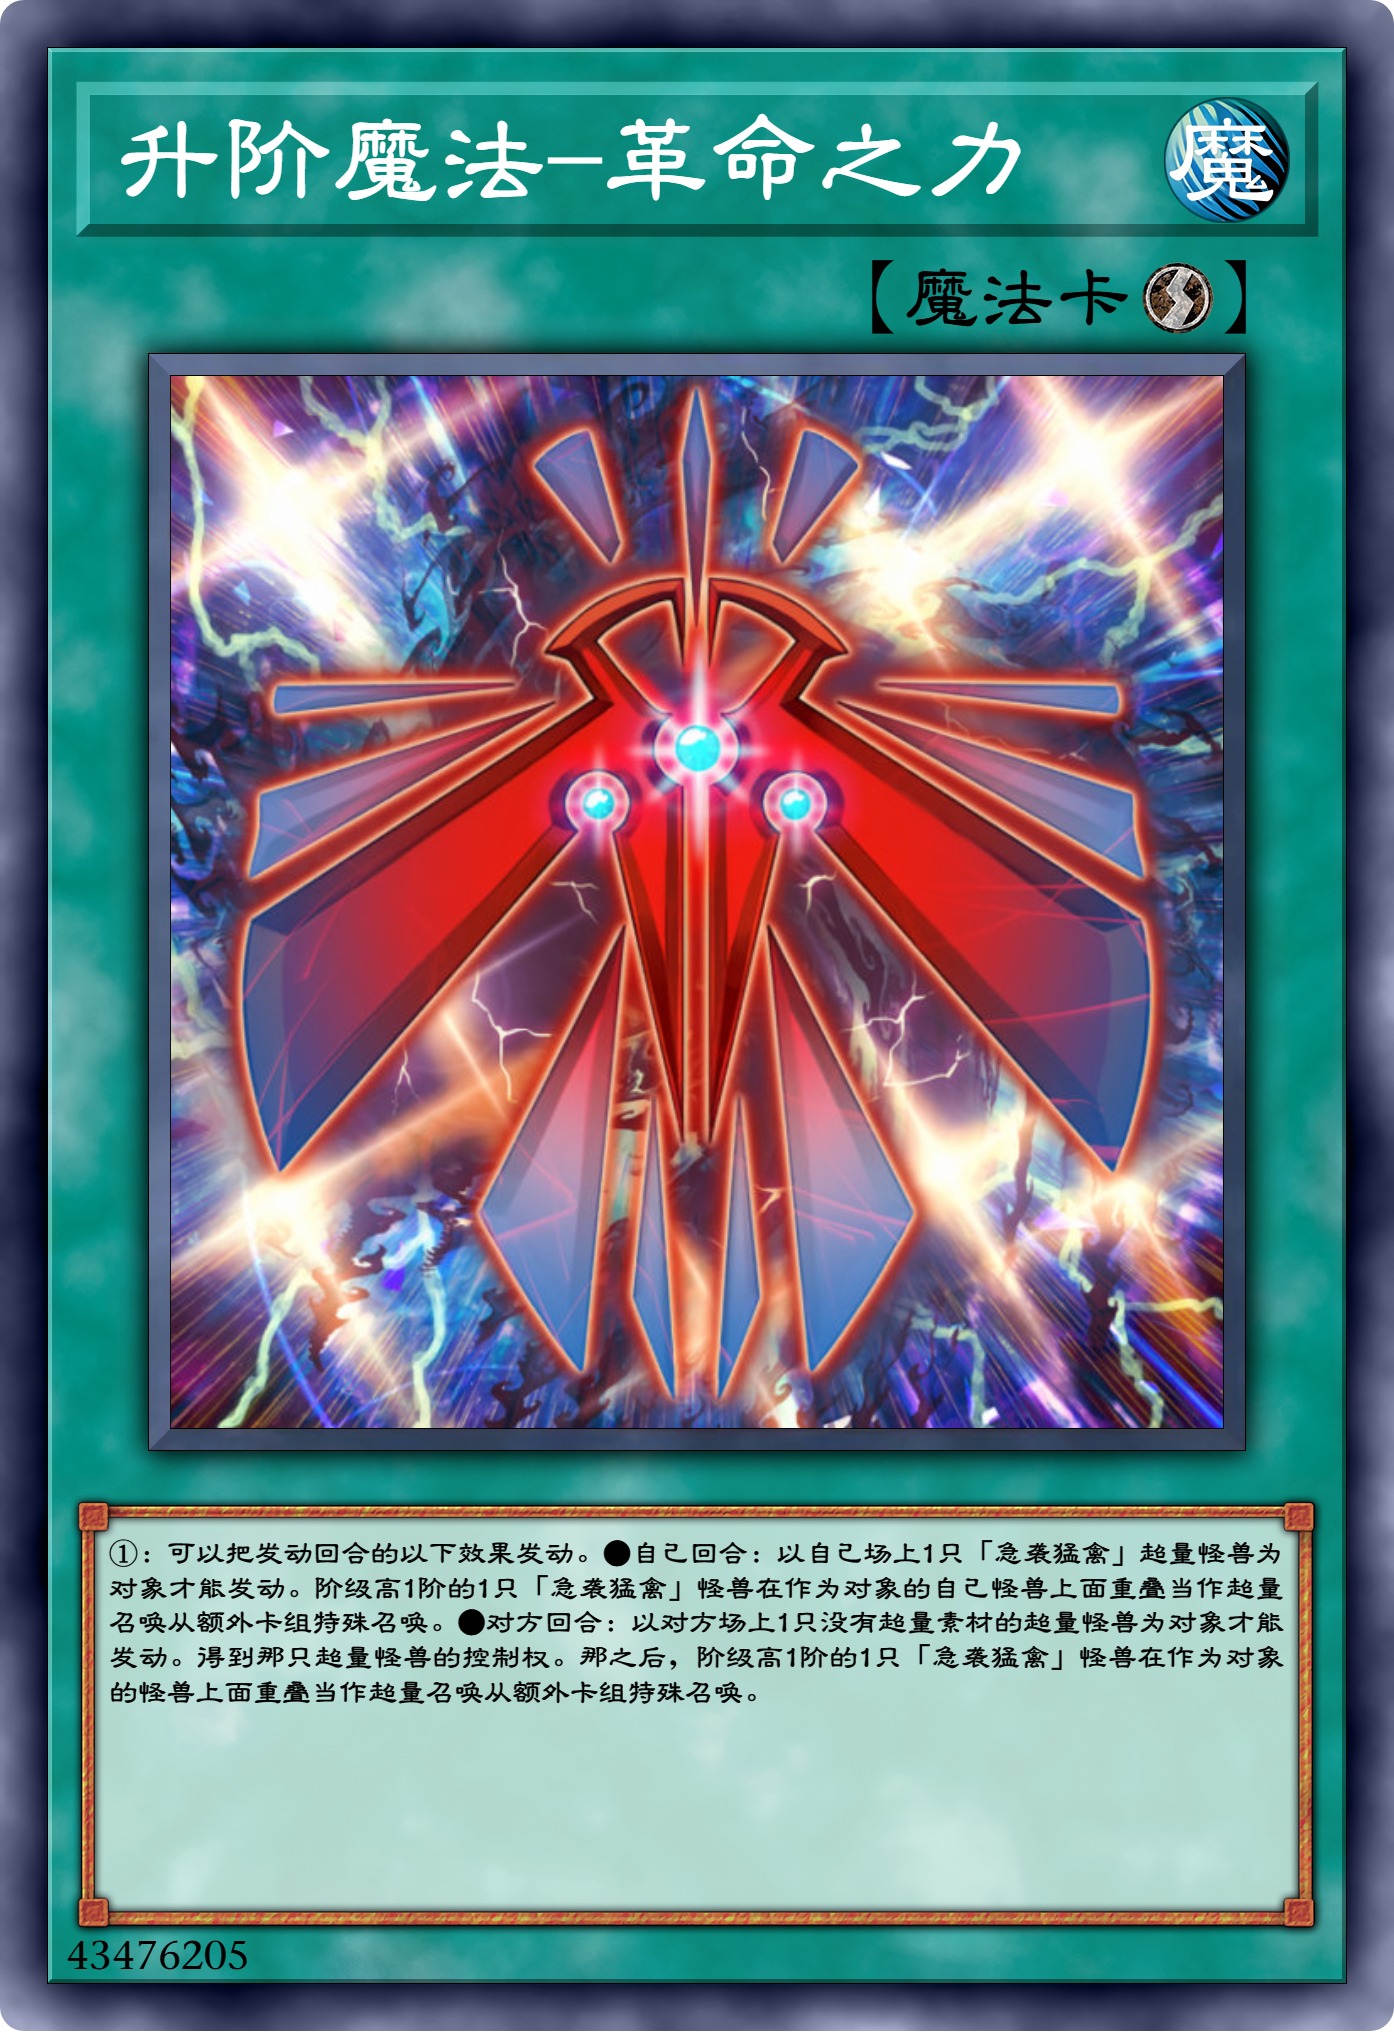 升阶魔法-革命之力
魔
【魔法卡】
①：可以把发动回合的以下效果发动。●自己回合：以自己场上1只「急袭猛禽」超量怪兽为
对象才能发动。阶级高1阶的1只「急袭猛禽」怪兽在作为对象的自己怪兽上面重叠当作超量
召唤从额外卡组特殊召唤。●对方回合：以对方场上1只没有超量素材的超量怪兽为对象才能
发动。得到那只超量怪兽的控制权。那之后，阶级高1阶的1只「急袭猛禽」怪兽在作为对象
的怪兽上面重叠当作超量召唤从额外卡组特殊召唤。
43476205